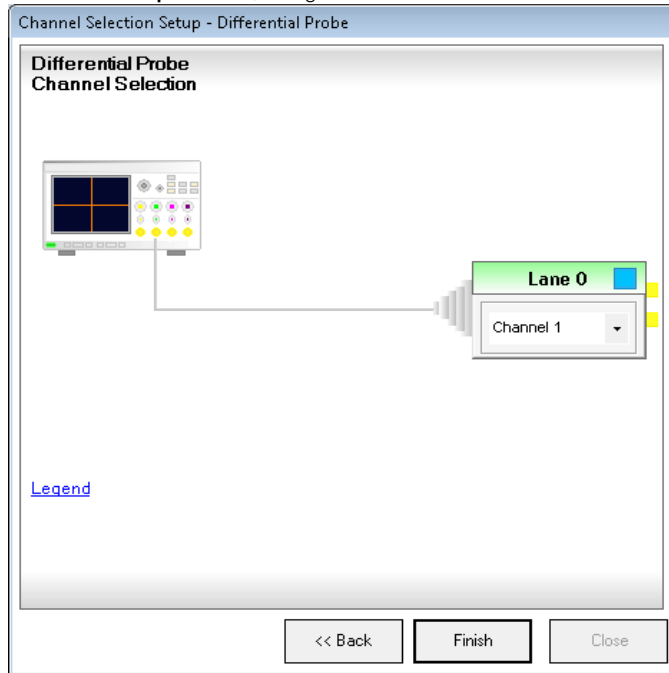 Channel Selection Setup - Differential Probe
Differential Probe
Channel Selection
Lane 0
Channel 1
Legend
<< Back
Finish
Close